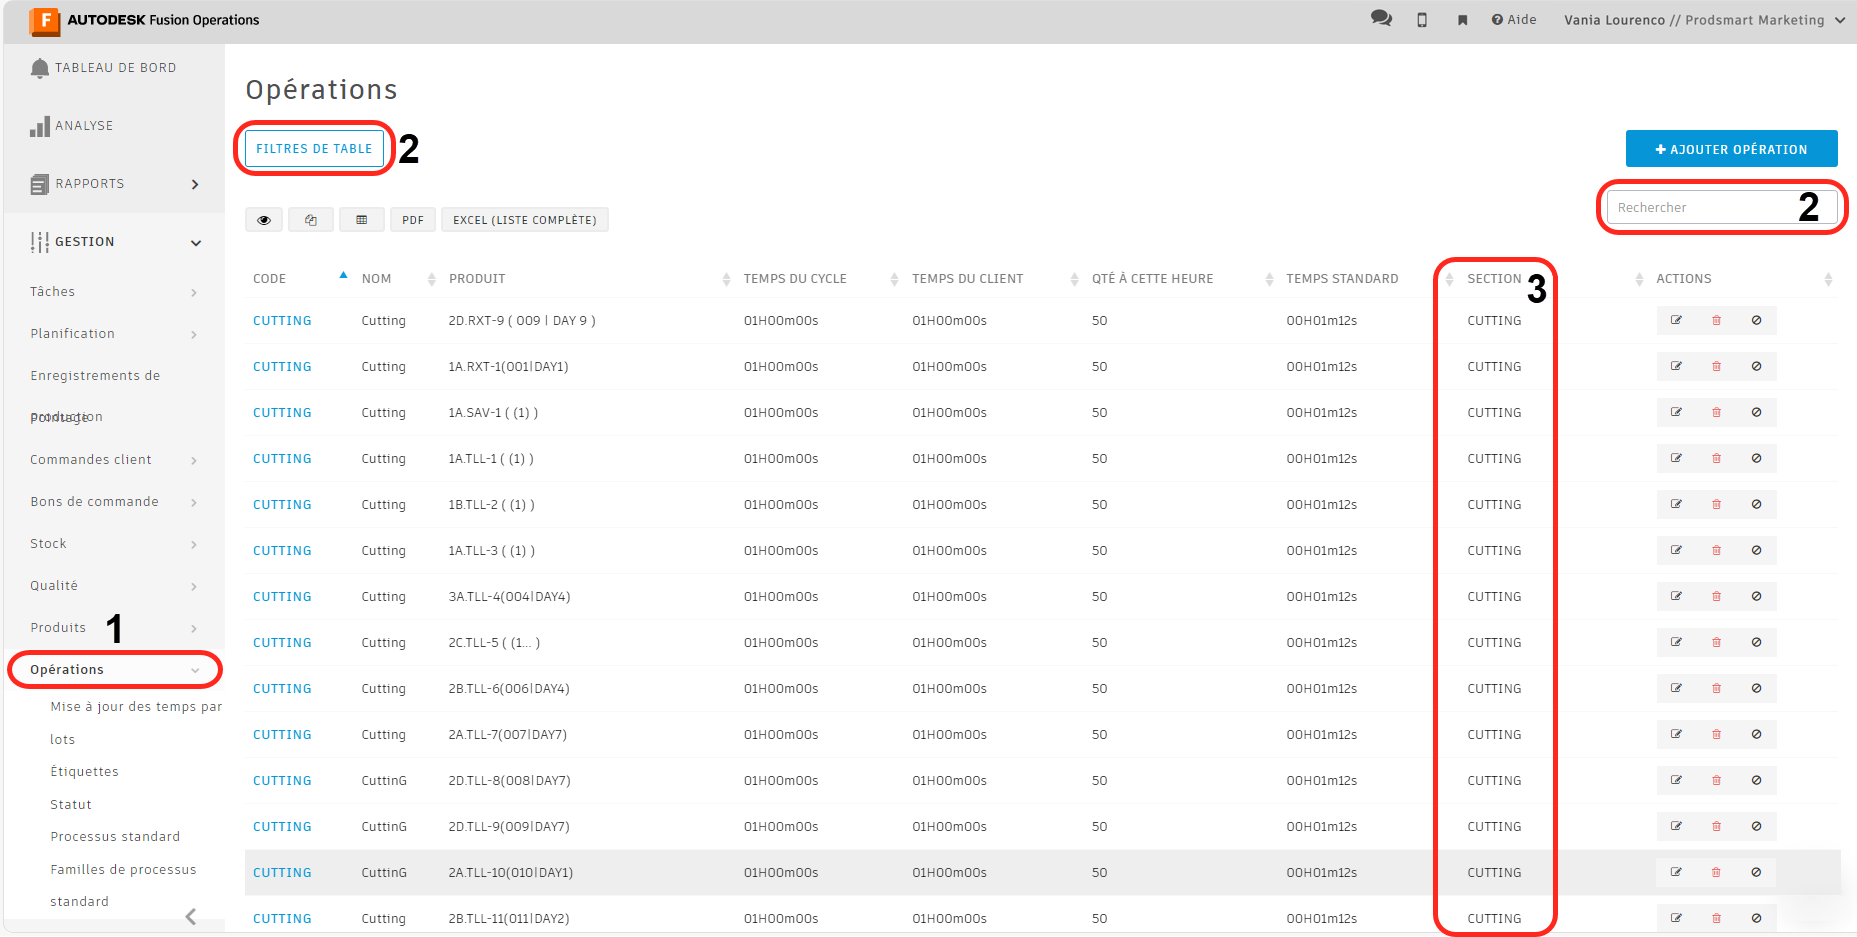 AUTODESK Fusion Operations
Aide
Vania Lourenco // Prodsmart Marketing
TABLEAU DE BORD
ANALYSE
RAPPORTS
GESTION
Tâches
Planification
Enregistrements de
production
Pointage
Commandes client
Bons de commande
Stock
Qualité
Produits 1
Opérations
Mise à jour des temps par
lots
Étiquettes
Statut
Processus standard
Familles de processus
standard
Opérations
FILTRES DE TABLE 2
+ AJOUTER OPÉRATION
Rechercher 2
PDF EXCEL (LISTE COMPLÈTE)
CODE NOM PRODUIT TEMPS DU CYCLE TEMPS DU CLIENT QTÉ À CETTE HEURE TEMPS STANDARD SECTION 3 ACTIONS
CUTTING Cutting 2D.RXT-9 ( 009 | DAY 9 ) 01H00m00s 01H00m00s 50 00H01m12s CUTTING
CUTTING Cutting 1A.RXT-1(001|DAY1) 01H00m00s 01H00m00s 50 00H01m12s CUTTING
CUTTING Cutting 1A.SAV-1 ( (1) ) 01H00m00s 01H00m00s 50 00H01m12s CUTTING
CUTTING Cutting 1A.TLL-1 ( (1) ) 01H00m00s 01H00m00s 50 00H01m12s CUTTING
CUTTING Cutting 1B.TLL-2 ( (1) ) 01H00m00s 01H00m00s 50 00H01m12s CUTTING
CUTTING Cutting 1A.TLL-3 ( (1) ) 01H00m00s 01H00m00s 50 00H01m12s CUTTING
CUTTING Cutting 3A.TLL-4(004|DAY4) 01H00m00s 01H00m00s 50 00H01m12s CUTTING
CUTTING Cutting 2C.TLL-5 ( (1... ) 01H00m00s 01H00m00s 50 00H01m12s CUTTING
CUTTING Cutting 2B.TLL-6(006|DAY4) 01H00m00s 01H00m00s 50 00H01m12s CUTTING
CUTTING Cutting 2A.TLL-7(007|DAY7) 01H00m00s 01H00m00s 50 00H01m12s CUTTING
CUTTING CuttinG 2D.TLL-8(008|DAY7) 01H00m00s 01H00m00s 50 00H01m12s CUTTING
CUTTING CuttinG 2D.TLL-9(009|DAY7) 01H00m00s 01H00m00s 50 00H01m12s CUTTING
CUTTING CuttinG 2A.TLL-10(010|DAY1) 01H00m00s 01H00m00s 50 00H01m12s CUTTING
CUTTING Cutting 2B.TLL-11(011|DAY2) 01H00m00s 01H00m00s 50 00H01m12s CUTTING